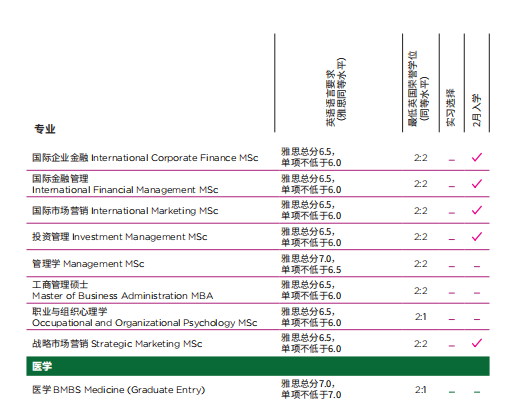 专业
英语语言要求
(雅思同等水平)
最低英国荣誉学位
(同等水平)
实习选择
2月入学
国际企业金融 International Corporate Finance MSc
雅思总分6.5，
单项不低于6.0
2:2 – ✓
国际金融管理
International Financial Management MSc
雅思总分6.5，
单项不低于6.0
2:2 – ✓
国际市场营销 International Marketing MSc
雅思总分6.5，
单项不低于6.0
2:2 – ✓
投资管理 Investment Management MSc
雅思总分6.5，
单项不低于6.0
2:2 – ✓
管理学 Management MSc
雅思总分7.0，
单项不低于6.5
2:2 – –
工商管理硕士
Master of Business Administration MBA
雅思总分6.5，
单项不低于6.0
2:2 – –
职业与组织心理学
Occupational and Organizational Psychology MSc
雅思总分6.5，
单项不低于6.0
2:1 – –
战略市场营销 Strategic Marketing MSc
雅思总分6.5，
单项不低于6.0
2:2 – ✓
医学
医学 BMBS Medicine (Graduate Entry)
雅思总分7.0，
单项不低于7.0
2:1 – –